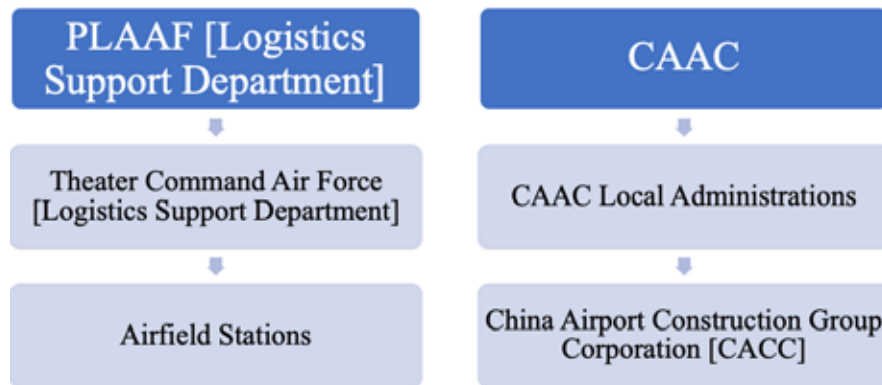 PLAAF [Logistics
Support Department]
Theater Command Air Force
[Logistics Support Department]
Airfield Stations
CAAC
CAAC Local Administrations
China Airport Construction Group
Corporation [CACC]